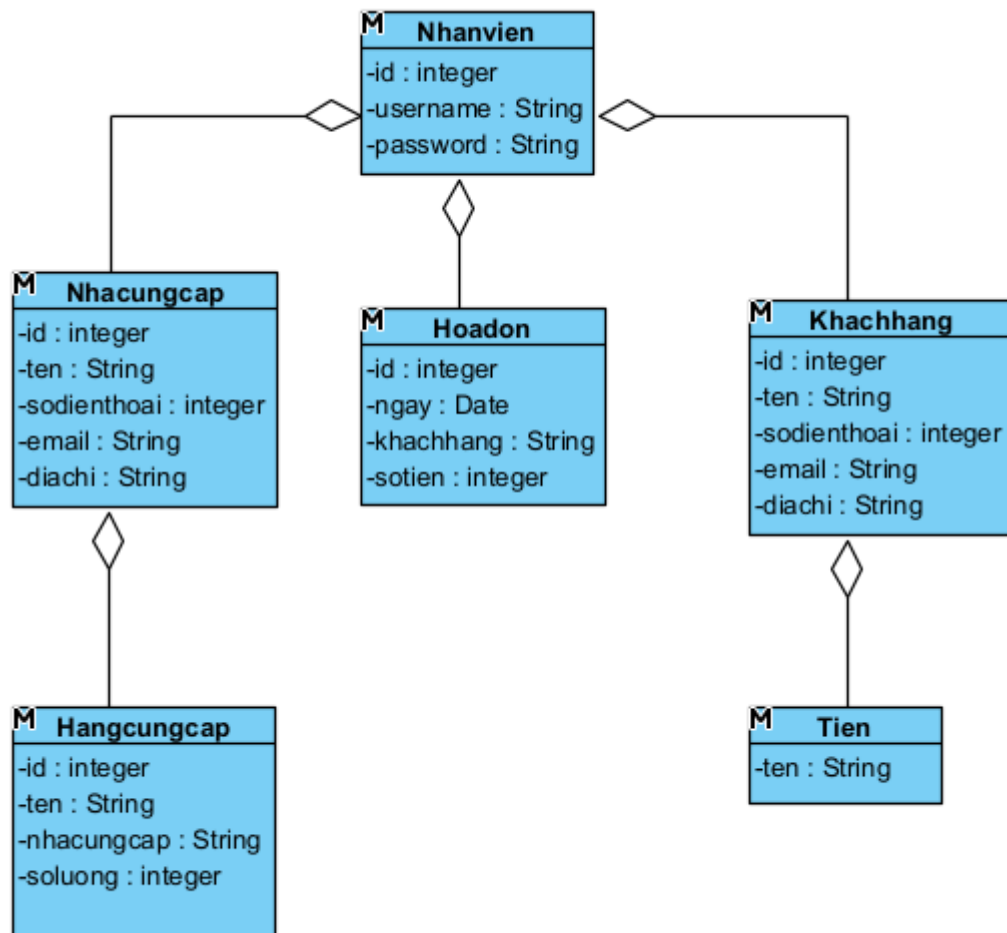 M
Nhanvien
-id : integer
-username : String
-password : String
M
Nhacungcap
-id : integer
-ten : String
-sodienthoai : integer
-email : String
-diachi : String
M
Hoadon
-id : integer
-ngay : Date
-khachhang : String
-sotien : integer
M
Khachhang
-id : integer
-ten : String
-sodienthoai : integer
-email : String
-diachi : String
M
Hangcungcap
-id : integer
-ten : String
-nhacungcap : String
-soluong : integer
M
Tien
-ten : String